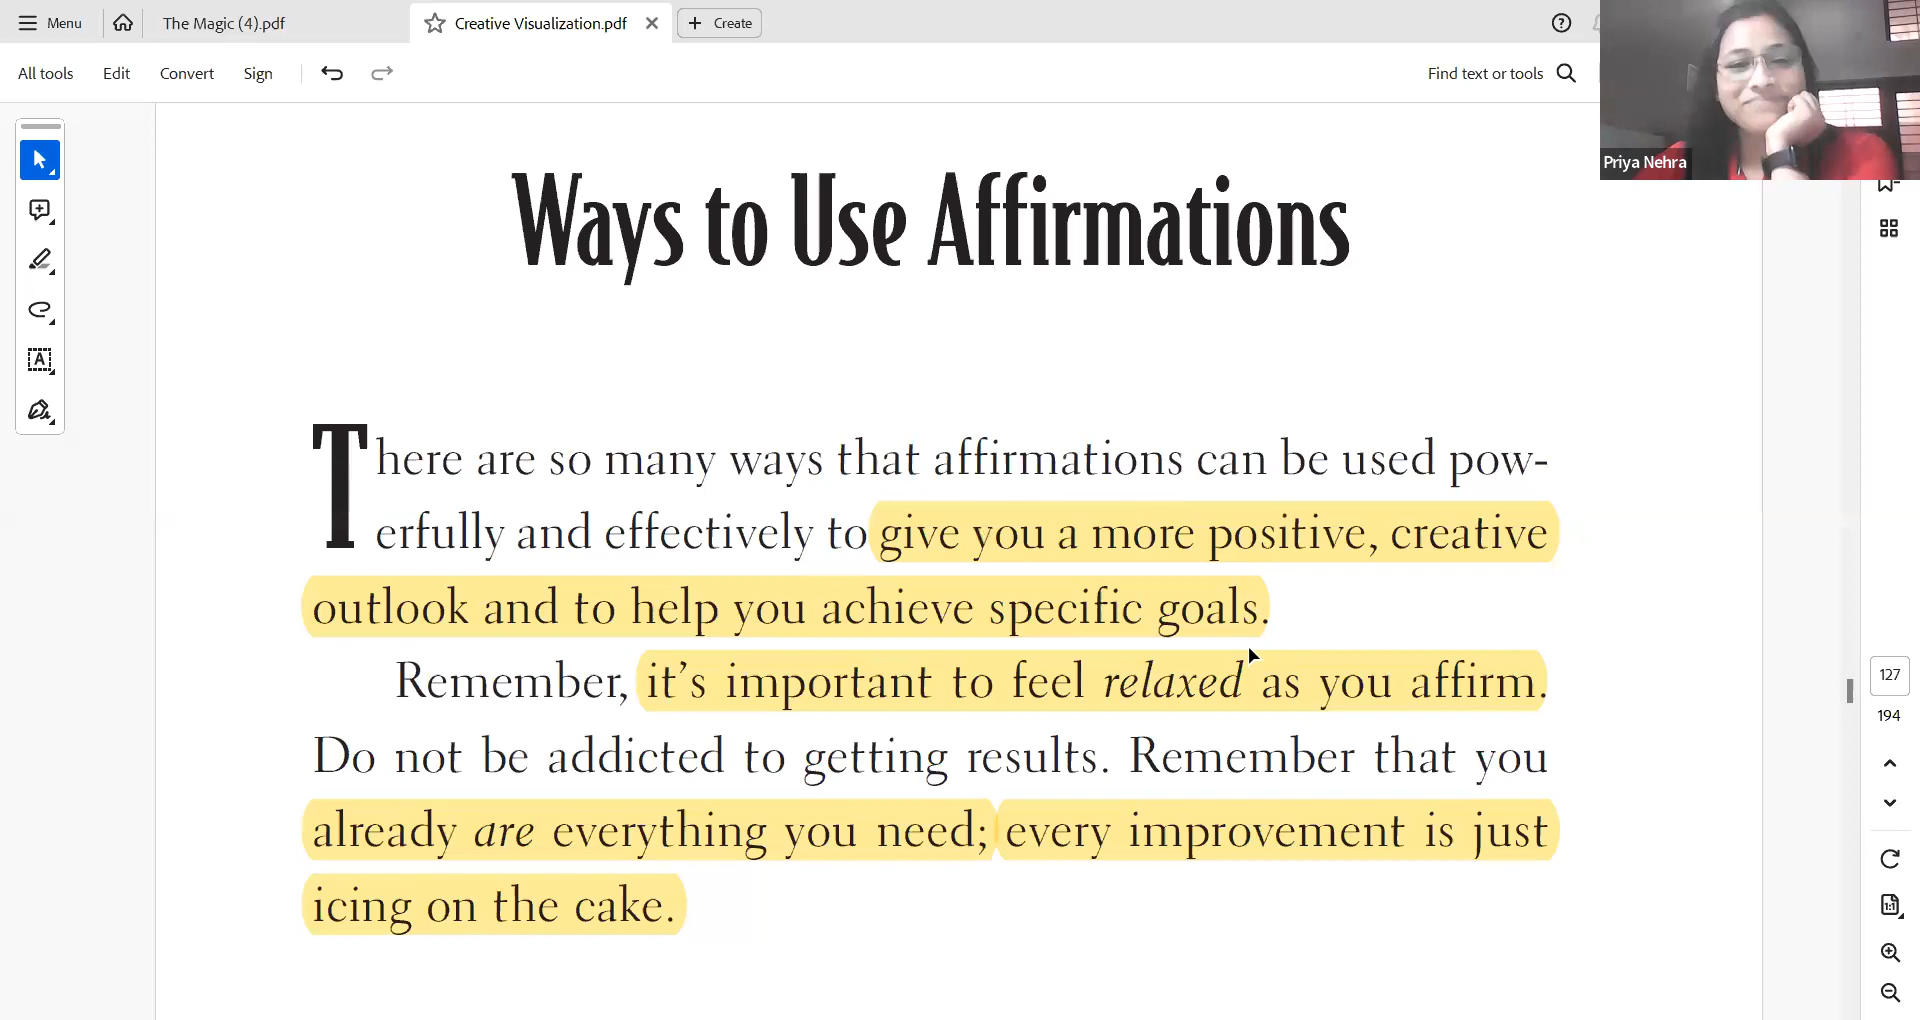 Menu
The Magic (4).pdf
Creative Visualization.pdf
Create
All tools
Edit
Convert
Sign
Find text or tools
Priya Nehra
Ways to Use Affirmations
There are so many ways that affirmations can be used pow-
erfully and effectively to give you a more positive, creative
outlook and to help you achieve specific goals.
Remember, it's important to feel relaxed as you affirm.
Do not be addicted to getting results. Remember that you
already are everything you need; every improvement is just
icing on the cake.
127
194